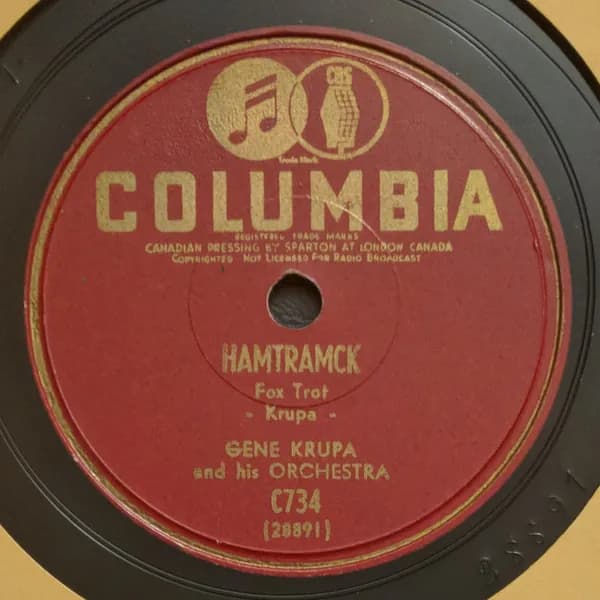 CBS
Trade Mark
COLUMBIA
REGISTERED TRADE MARKS
CANADIAN PRESSING BY SPARTON AT LONDON CANADA
COPYRIGHTED NOT LICENSED FOR RADIO BROADCAST
HAMTRAMCK
Fox Trot
- Krupa -
GENE KRUPA
and his ORCHESTRA
C734
(28891)
28891